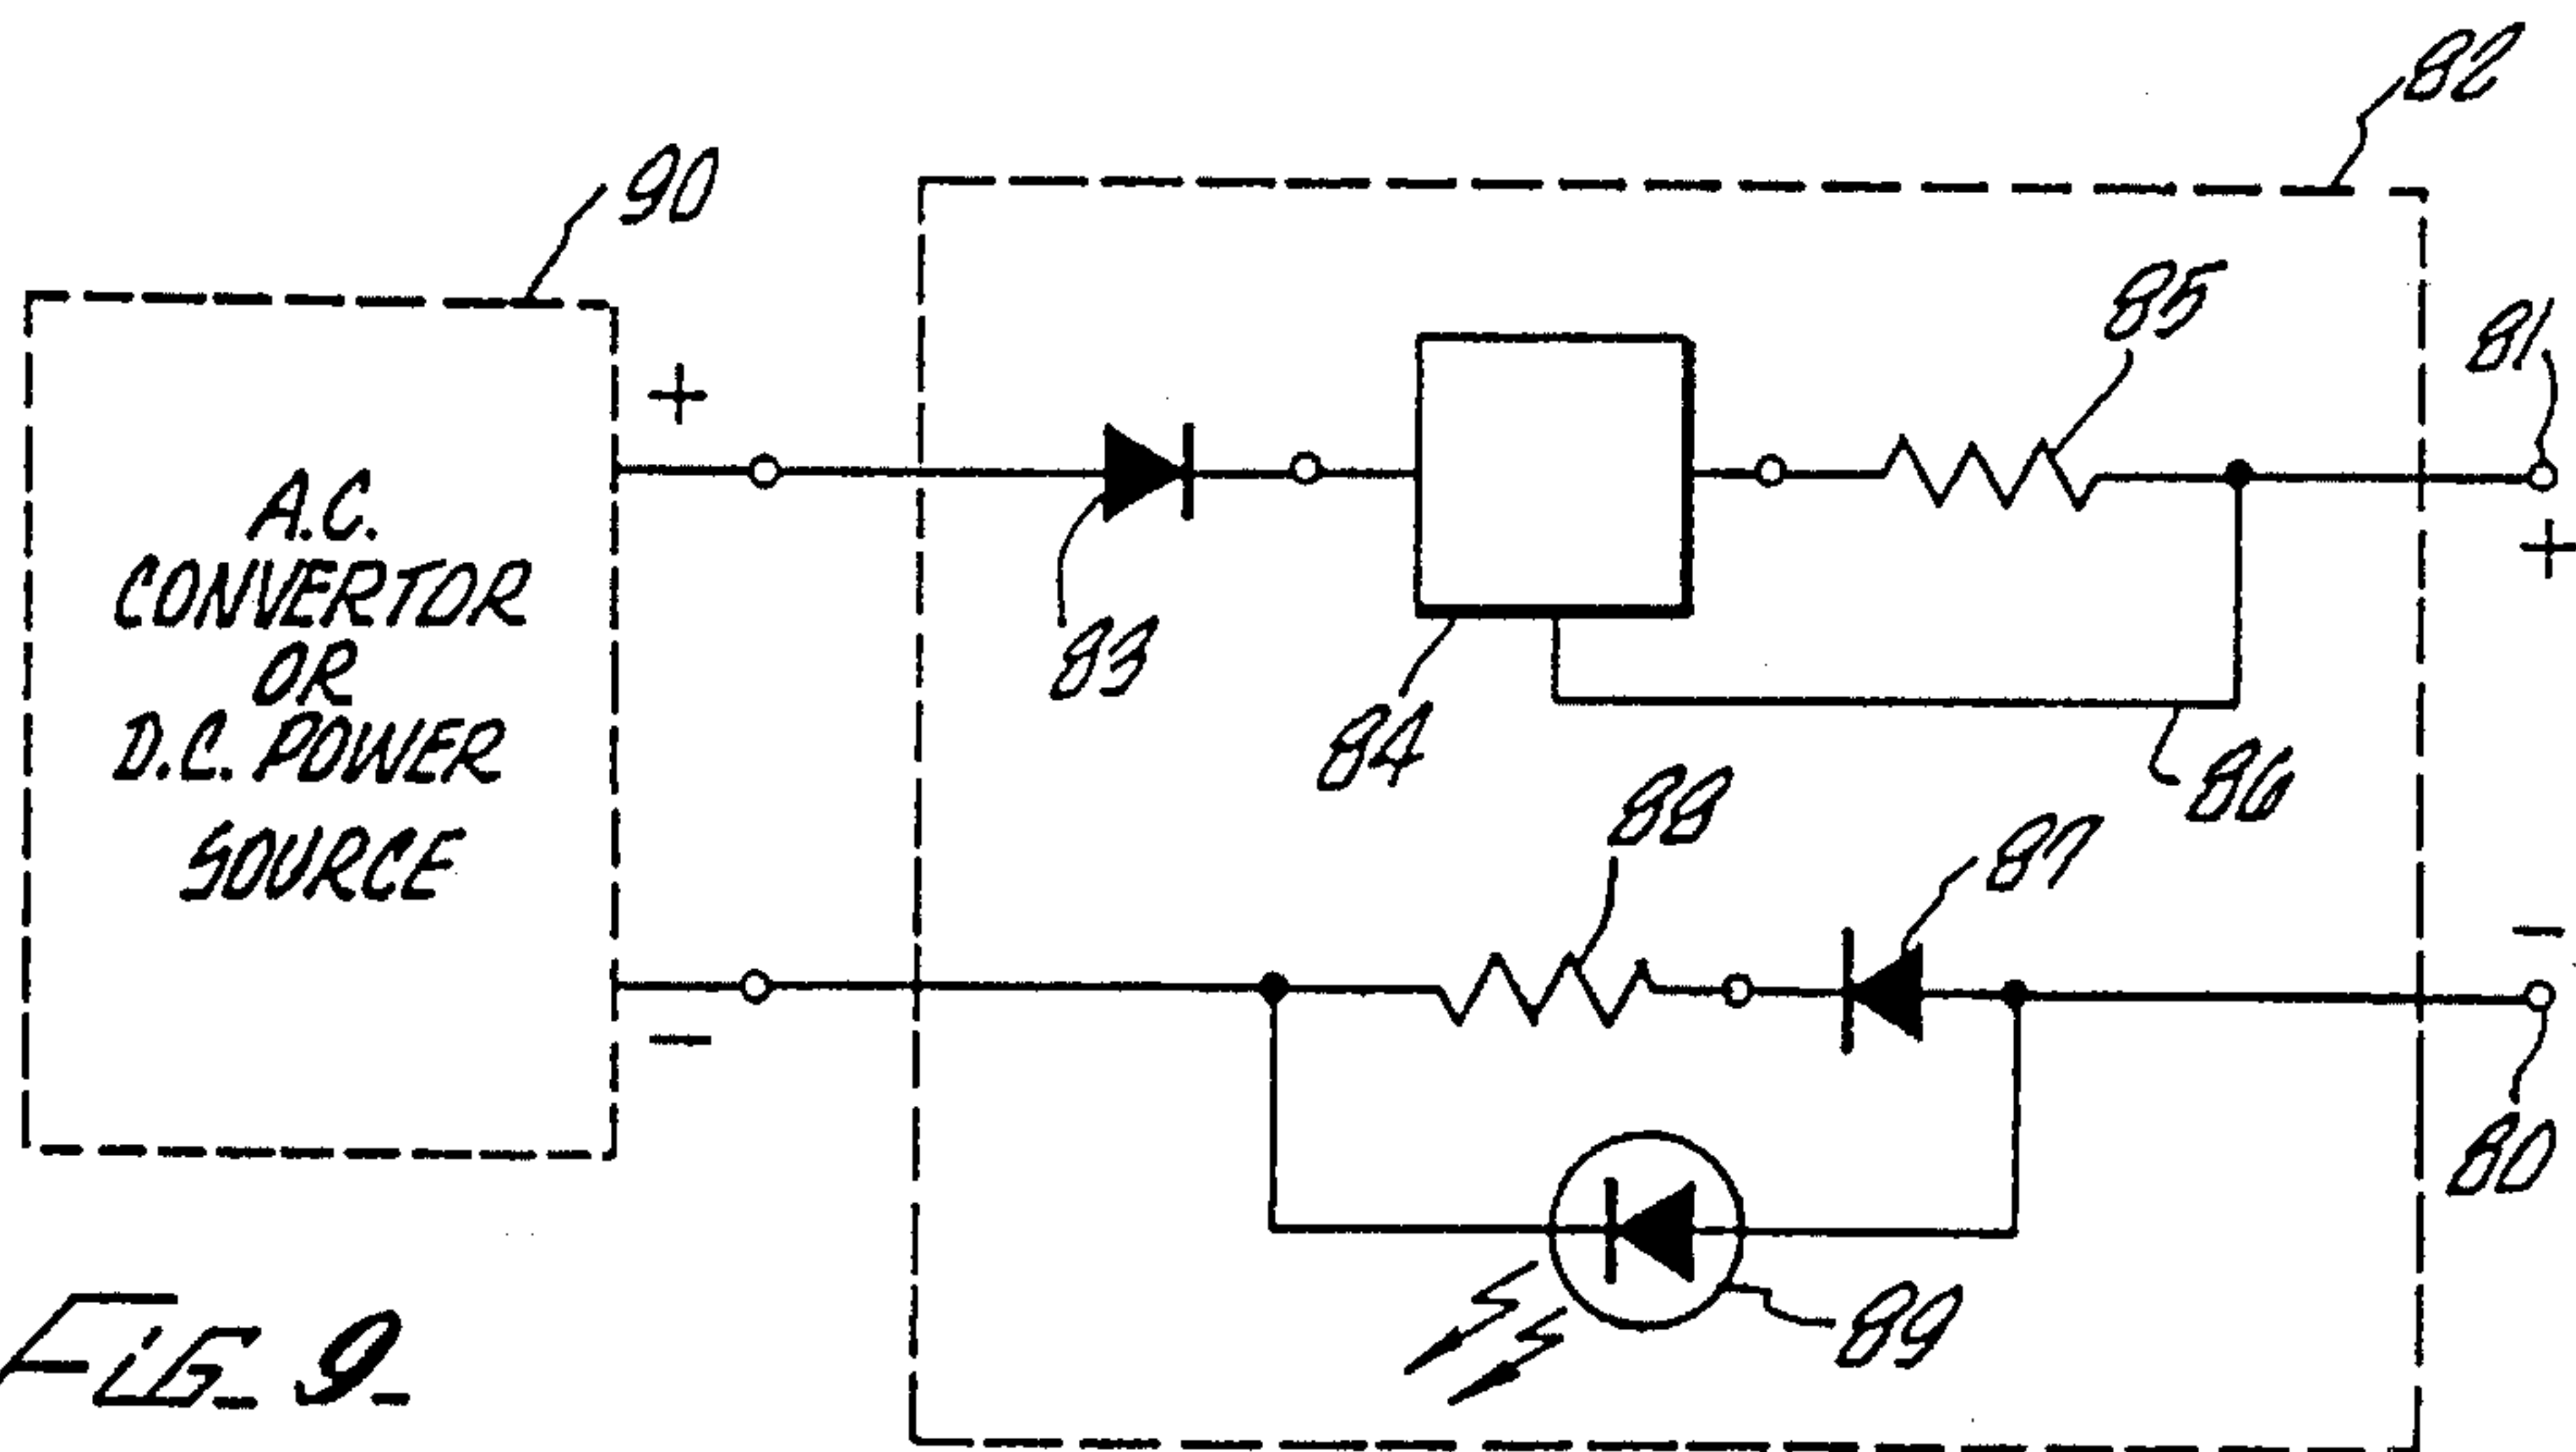 82
90
85
81
+
+
A.C.
CONVERTOR
OR
D.C. POWER
SOURCE
83
84
86
88
87
-
-
80
89
FIG. 9.